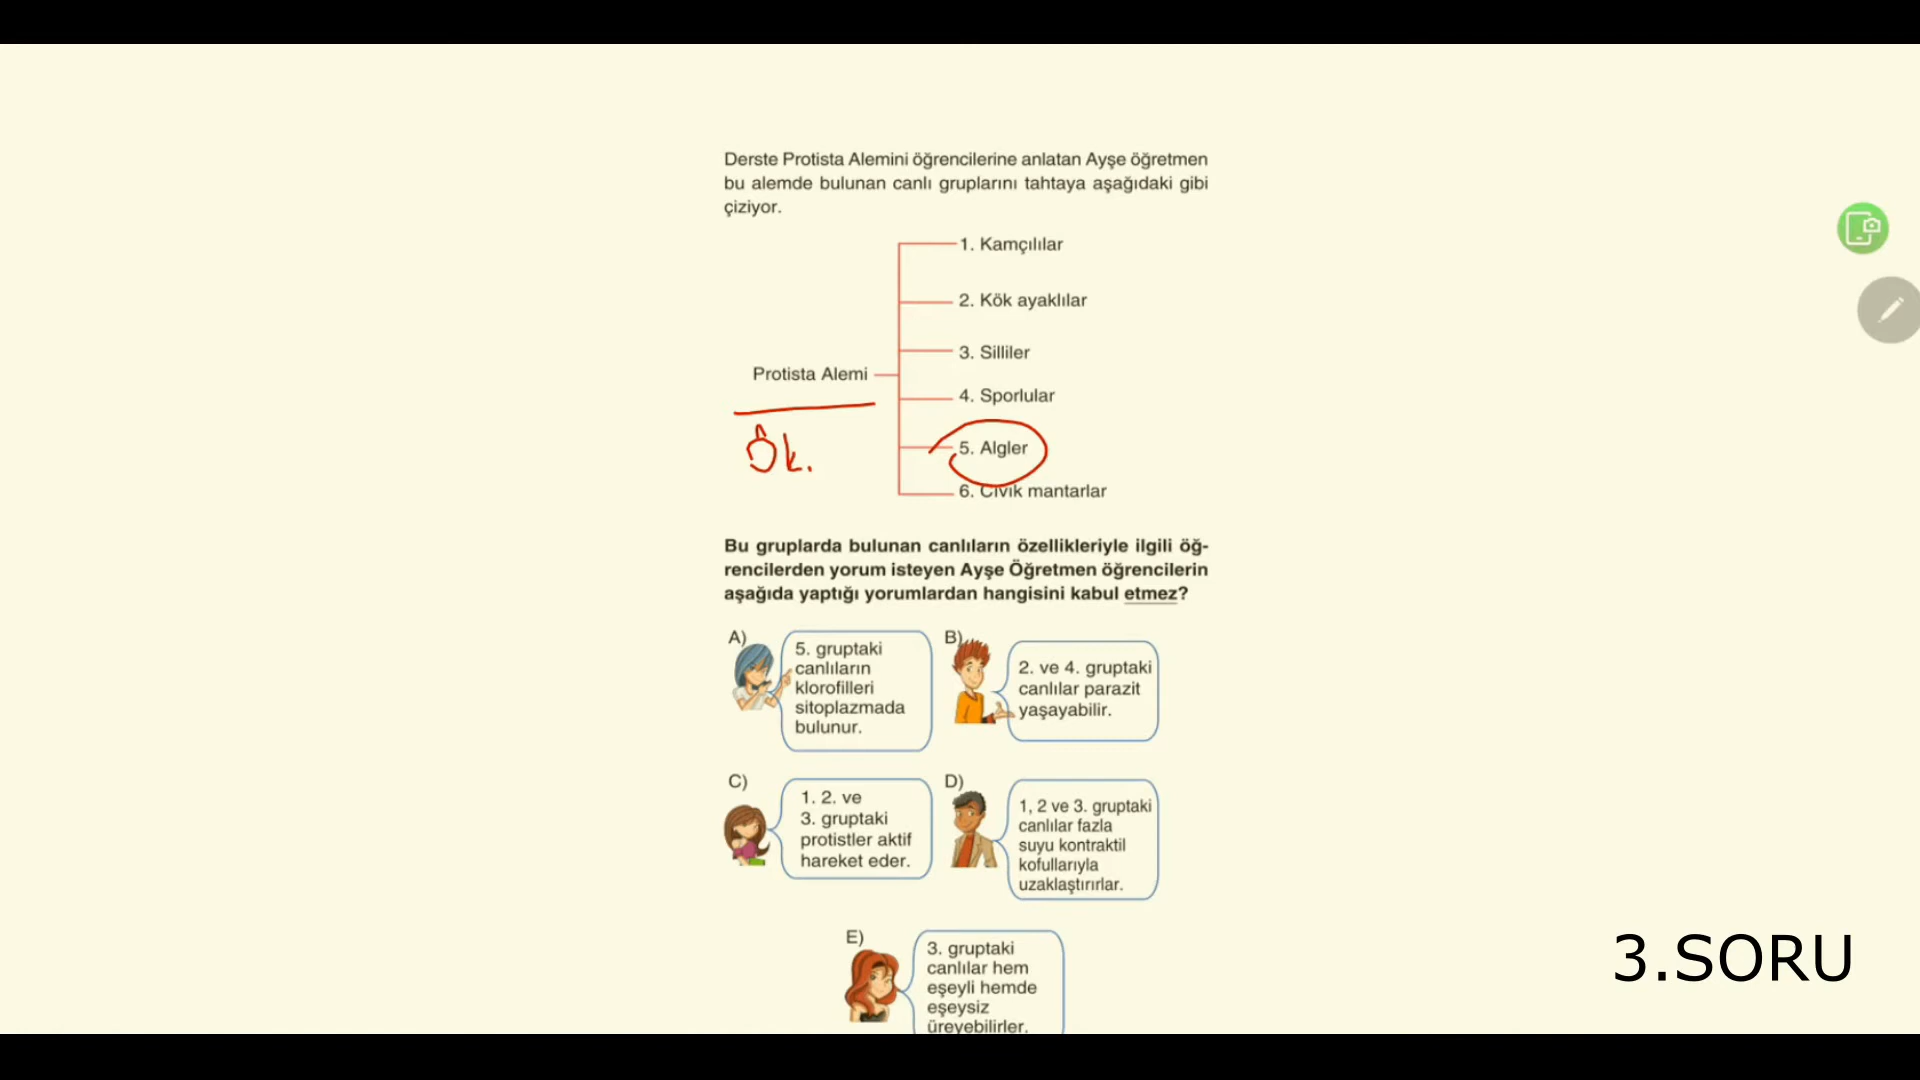 Derste Protista Alemini öğrencilerine anlatan Ayşe öğretmen
bu alemde bulunan canlı gruplarını tahtaya aşağıdaki gibi
çiziyor.
1. Kamçılılar
2. Kök ayaklılar
3. Silliler
Protista Alemi
4. Sporlular
Ök.
5. Algler
6. Cıvık mantarlar
Bu gruplarda bulunan canlıların özellikleriyle ilgili öğ-
rencilerden yorum isteyen Ayşe Öğretmen öğrencilerin
aşağıda yaptığı yorumlardan hangisini kabul etmez?
A)
5. gruptaki
canlıların
klorofilleri
sitoplazmada
bulunur.
B)
2. ve 4. gruptaki
canlılar parazit
yaşayabilir.
C)
1. 2. ve
3. gruptaki
protistler aktif
hareket eder.
D)
1, 2 ve 3. gruptaki
canlılar fazla
suyu kontraktil
kofullarıyla
uzaklaştırırlar.
E)
3. gruptaki
canlılar hem
eşeyli hemde
eşeysiz
üreyebilirler.
3.SORU